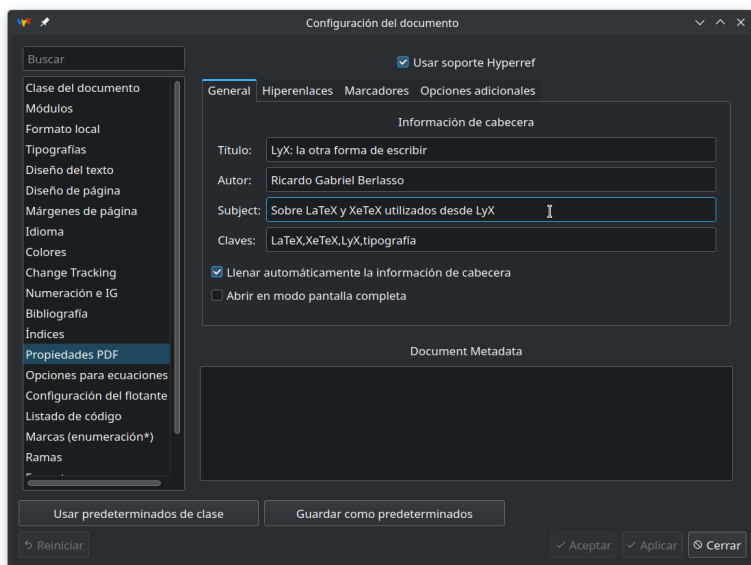 Configuración del documento
Buscar
Clase del documento
Módulos
Formato local
Tipografías
Diseño del texto
Diseño de página
Márgenes de página
Idioma
Colores
Change Tracking
Numeración e IG
Bibliografía
Índices
Propiedades PDF
Opciones para ecuaciones
Configuración del flotante
Listado de código
Marcas (enumeración*)
Ramas
Usar soporte Hyperref
General Hiperenlaces Marcadores Opciones adicionales
Información de cabecera
Título: LyX: la otra forma de escribir
Autor: Ricardo Gabriel Berlasso
Subject: Sobre LaTeX y XeTeX utilizados desde LyX
Claves: LaTeX,XeTeX,LyX,tipografía
Llenar automáticamente la información de cabecera
Abrir en modo pantalla completa
Document Metadata
Usar predeterminados de clase Guardar como predeterminados
Reiniciar Aceptar Aplicar Cerrar